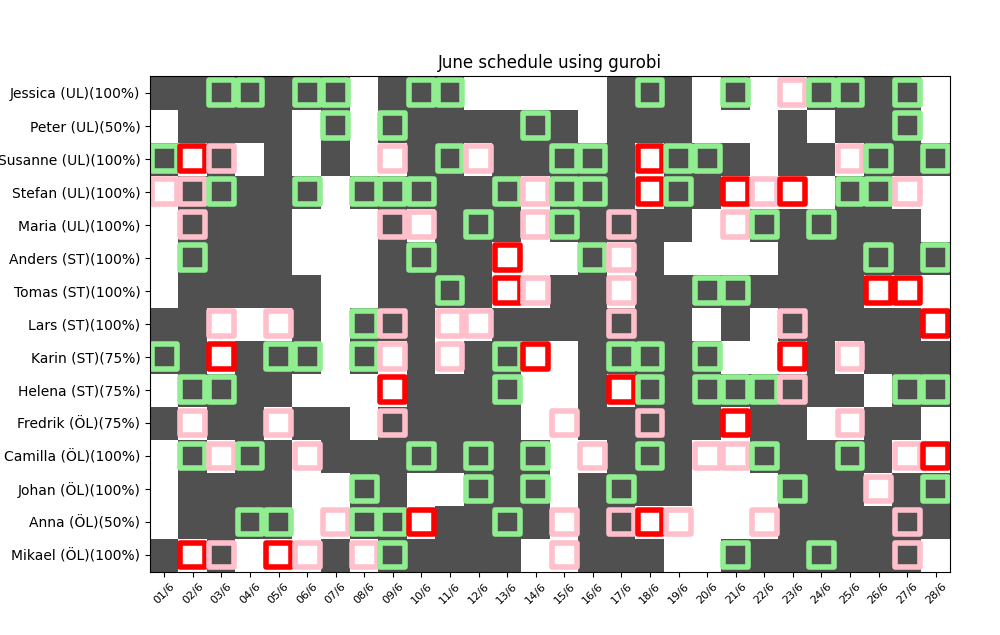 June schedule using gurobi
Jessica (UL)(100%)
Peter (UL)(50%)
Susanne (UL)(100%)
Stefan (UL)(100%)
Maria (UL)(100%)
Anders (ST)(100%)
Tomas (ST)(100%)
Lars (ST)(100%)
Karin (ST)(75%)
Helena (ST)(75%)
Fredrik (ÖL)(75%)
Camilla (ÖL)(100%)
Johan (ÖL)(100%)
Anna (ÖL)(50%)
Mikael (ÖL)(100%)
01/6 02/6 03/6 04/6 05/6 06/6 07/6 08/6 09/6 10/6 11/6 12/6 13/6 14/6 15/6 16/6 17/6 18/6 19/6 20/6 21/6 22/6 23/6 24/6 25/6 26/6 27/6 28/6